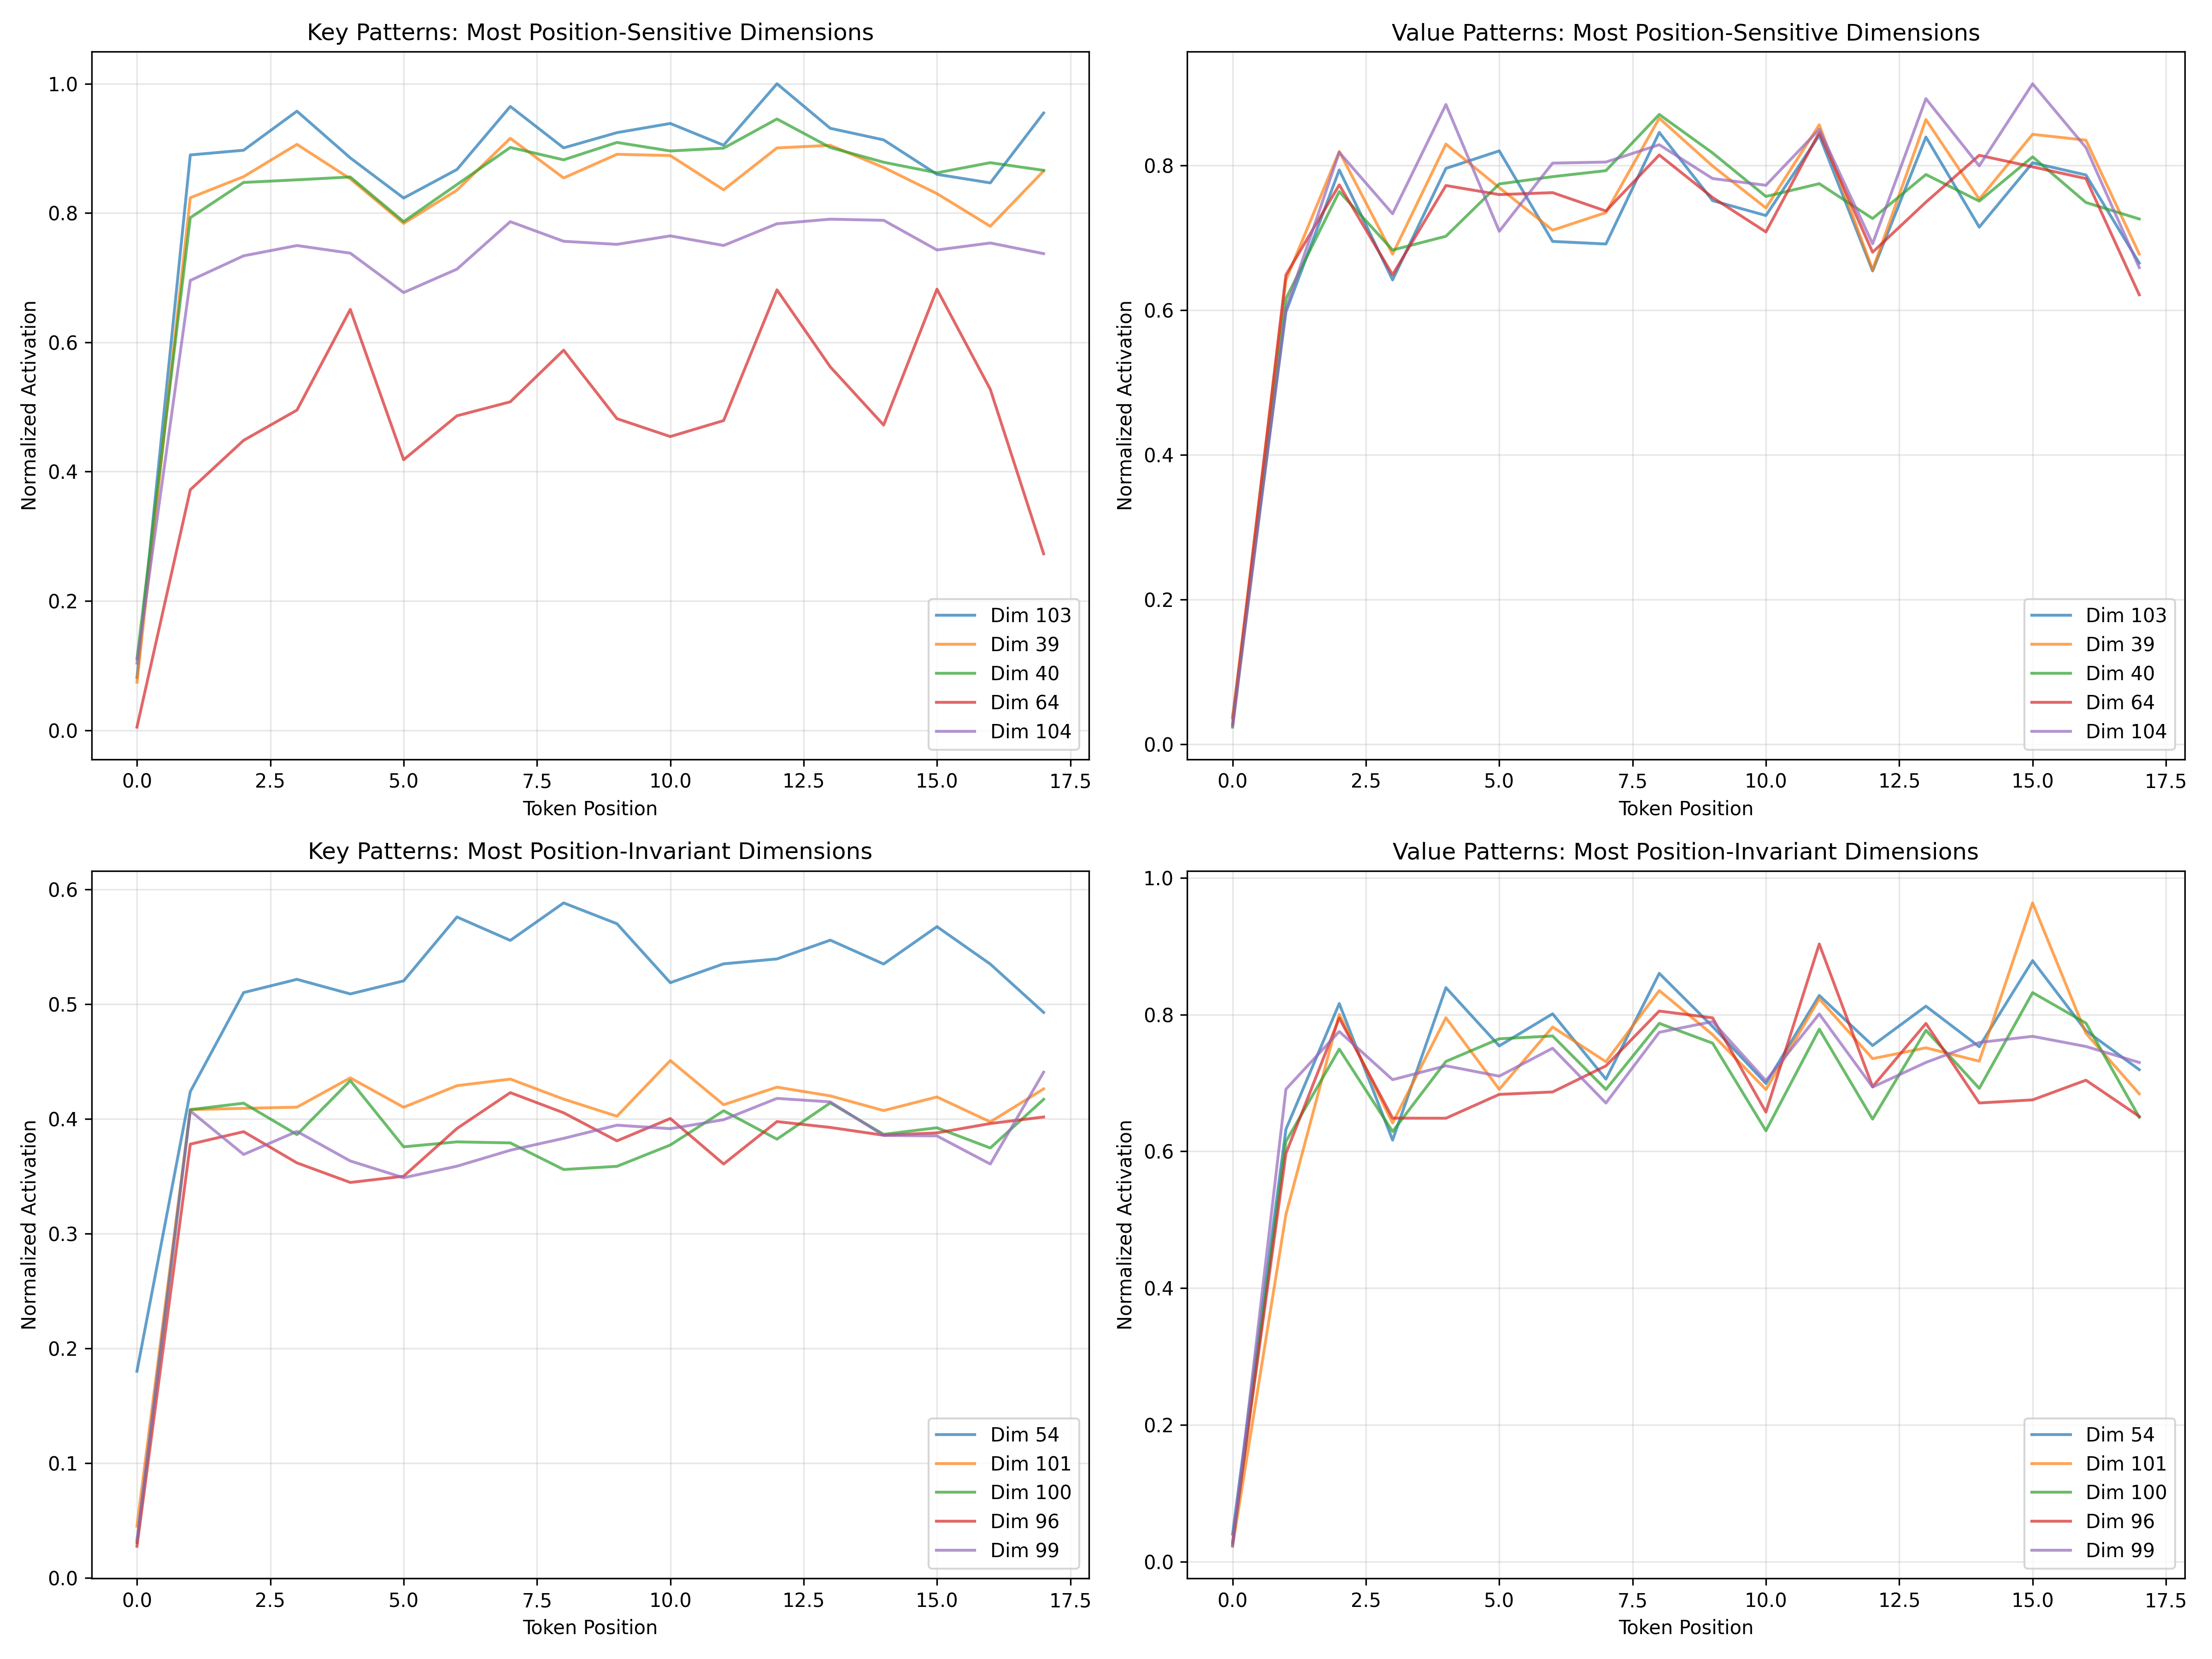 Key Patterns: Most Position-Sensitive Dimensions
Normalized Activation
1.0
0.8
0.6
0.4
0.2
0.0
0.0 2.5 5.0 7.5 10.0 12.5 15.0 17.5
Token Position
Dim 103
Dim 39
Dim 40
Dim 64
Dim 104
Value Patterns: Most Position-Sensitive Dimensions
Normalized Activation
0.8
0.6
0.4
0.2
0.0
0.0 2.5 5.0 7.5 10.0 12.5 15.0 17.5
Token Position
Dim 103
Dim 39
Dim 40
Dim 64
Dim 104
Key Patterns: Most Position-Invariant Dimensions
Normalized Activation
0.6
0.5
0.4
0.3
0.2
0.1
0.0
0.0 2.5 5.0 7.5 10.0 12.5 15.0 17.5
Token Position
Dim 54
Dim 101
Dim 100
Dim 96
Dim 99
Value Patterns: Most Position-Invariant Dimensions
Normalized Activation
1.0
0.8
0.6
0.4
0.2
0.0
0.0 2.5 5.0 7.5 10.0 12.5 15.0 17.5
Token Position
Dim 54
Dim 101
Dim 100
Dim 96
Dim 99